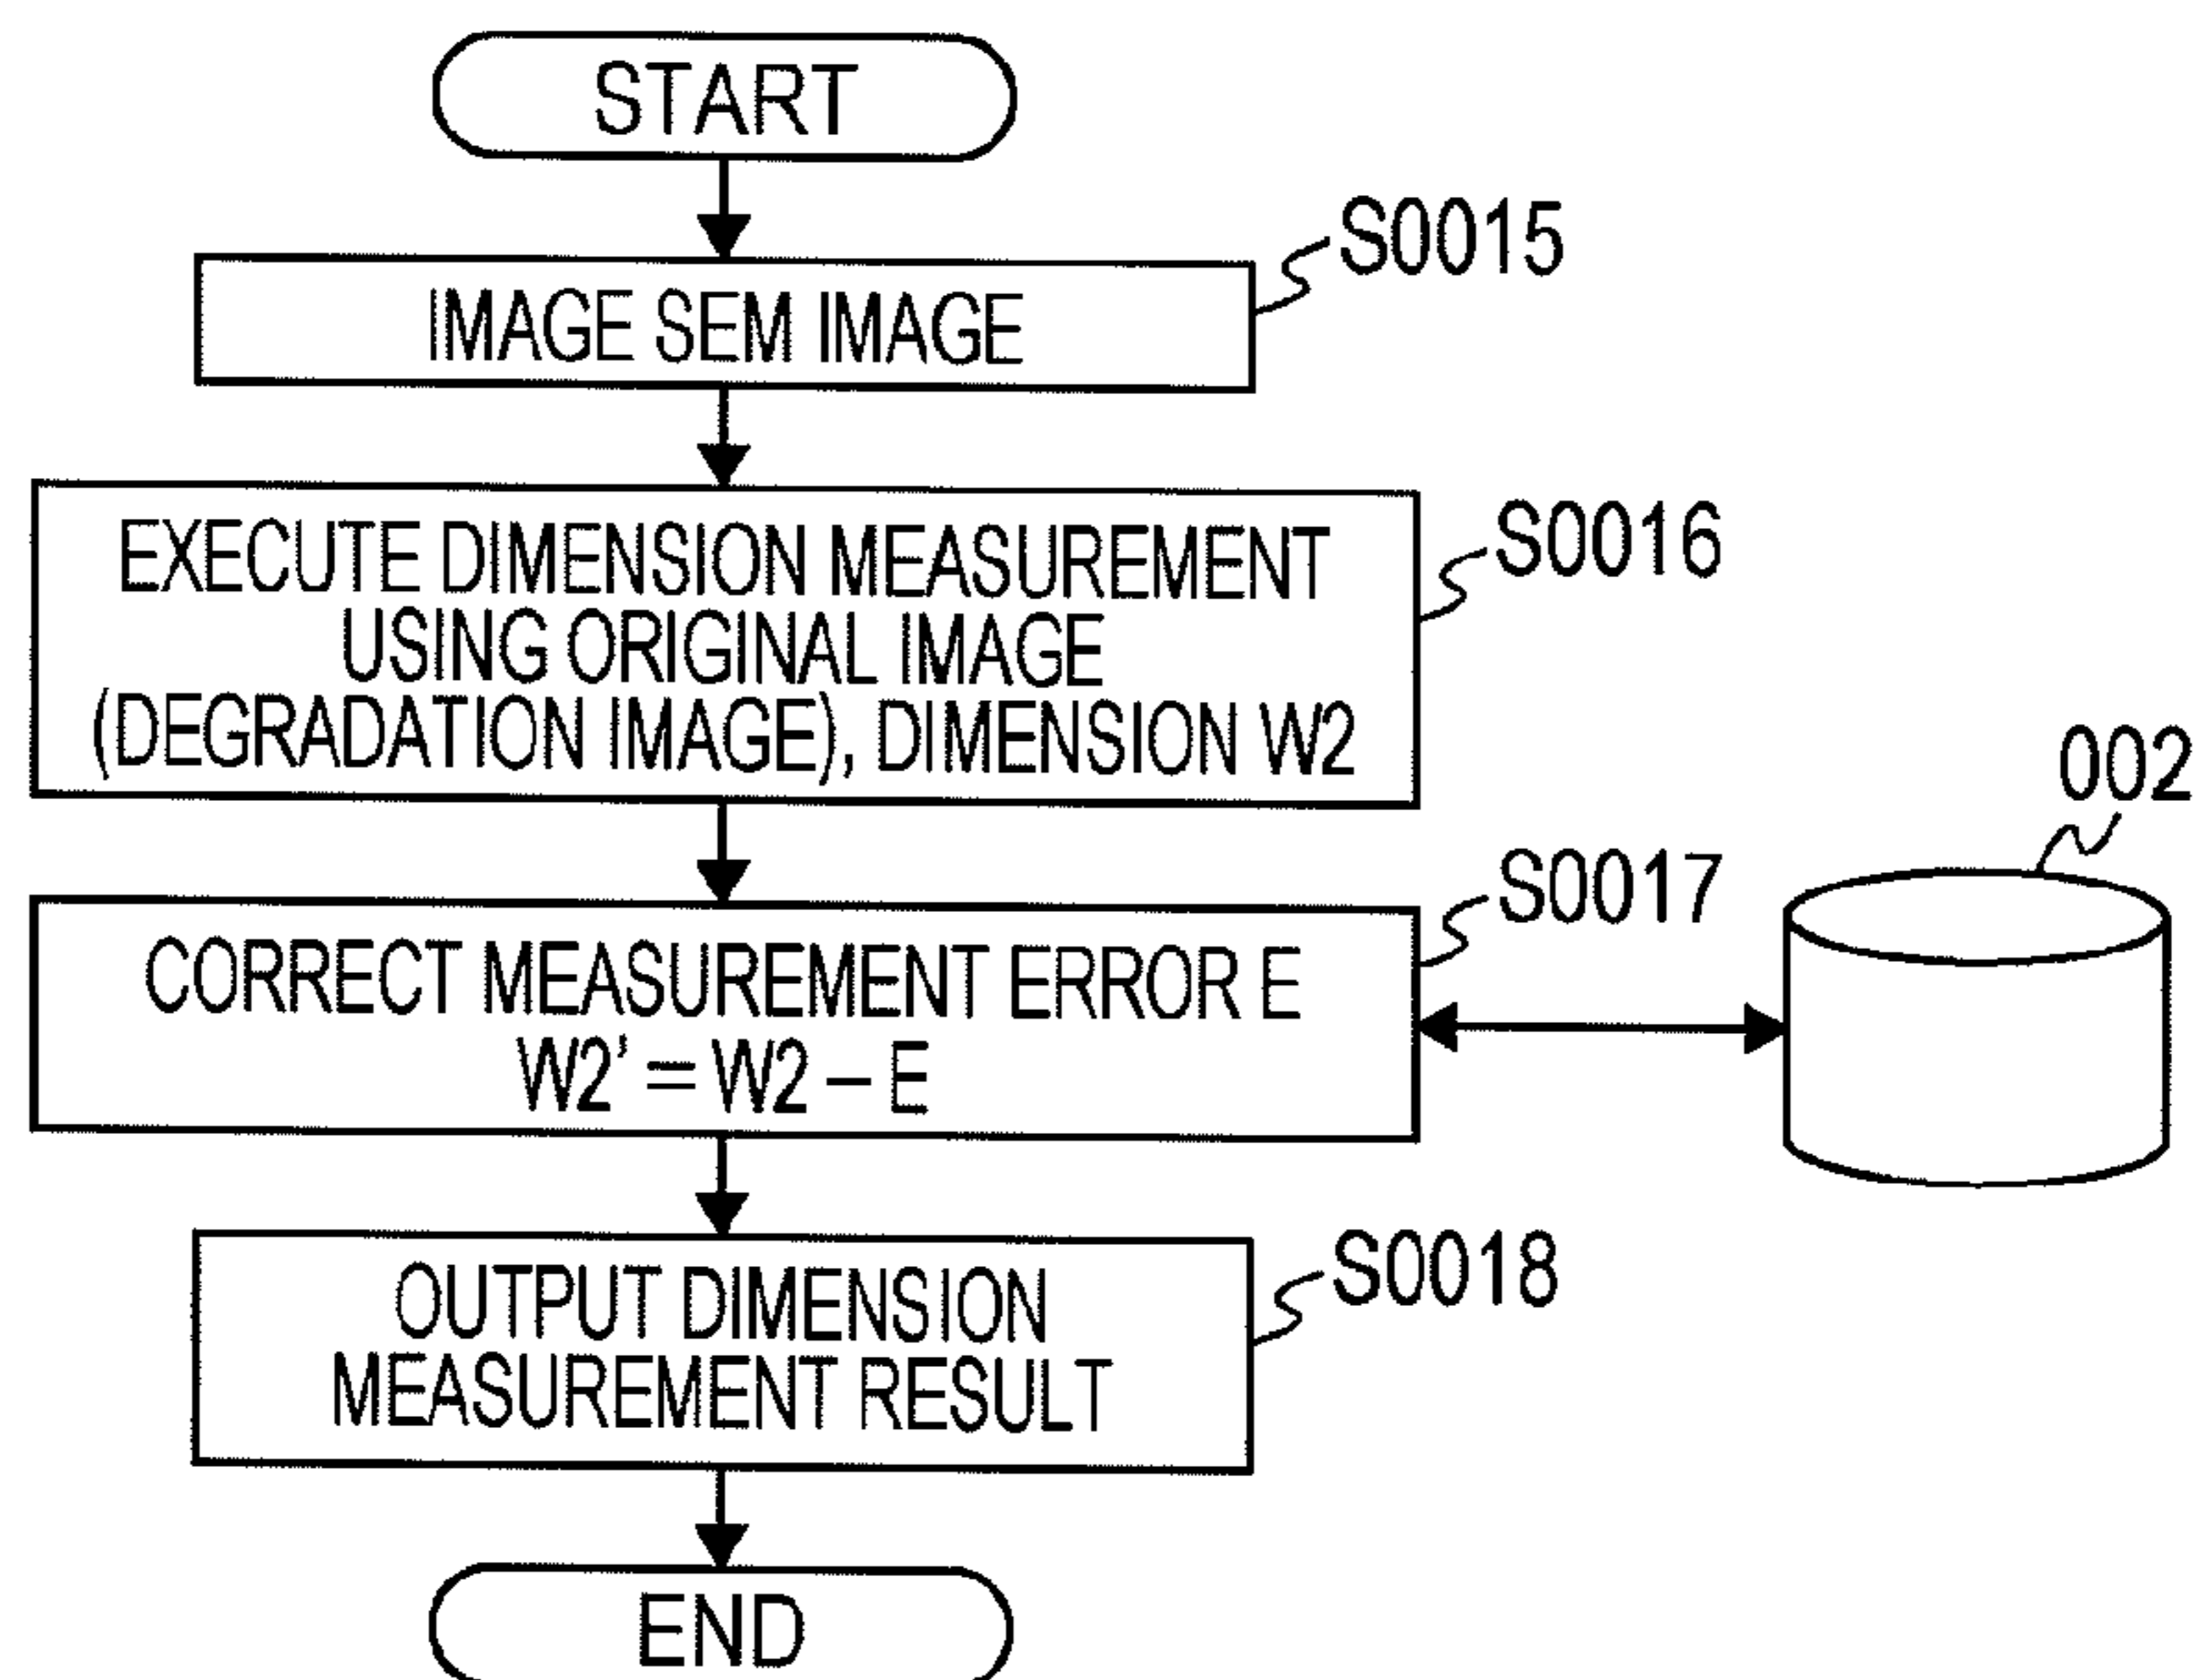 START
S0015
IMAGE SEM IMAGE
S0016
EXECUTE DIMENSION MEASUREMENT
USING ORIGINAL IMAGE
(DEGRADATION IMAGE), DIMENSION W2
002
S0017
CORRECT MEASUREMENT ERROR E
W2' = W2 – E
S0018
OUTPUT DIMENSION
MEASUREMENT RESULT
END